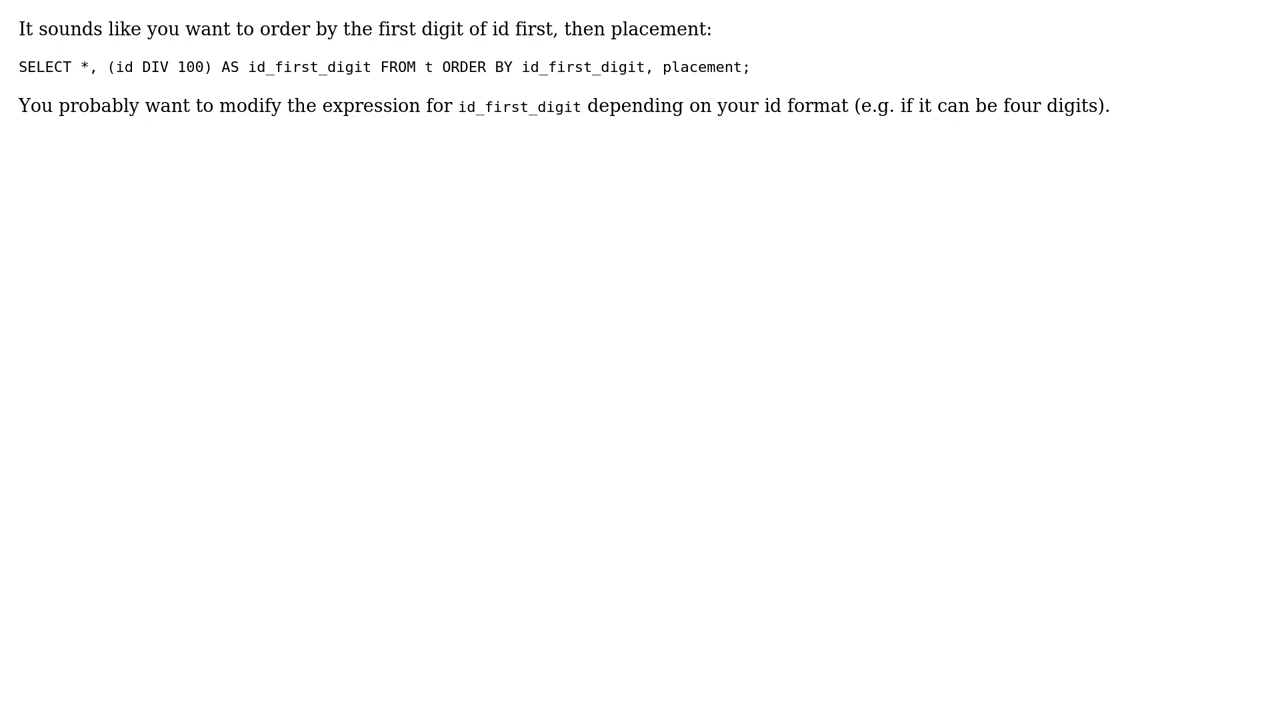 It sounds like you want to order by the first digit of id first, then placement:
SELECT *, (id DIV 100) AS id_first_digit FROM t ORDER BY id_first_digit, placement;
You probably want to modify the expression for id_first_digit depending on your id format (e.g. if it can be four digits).